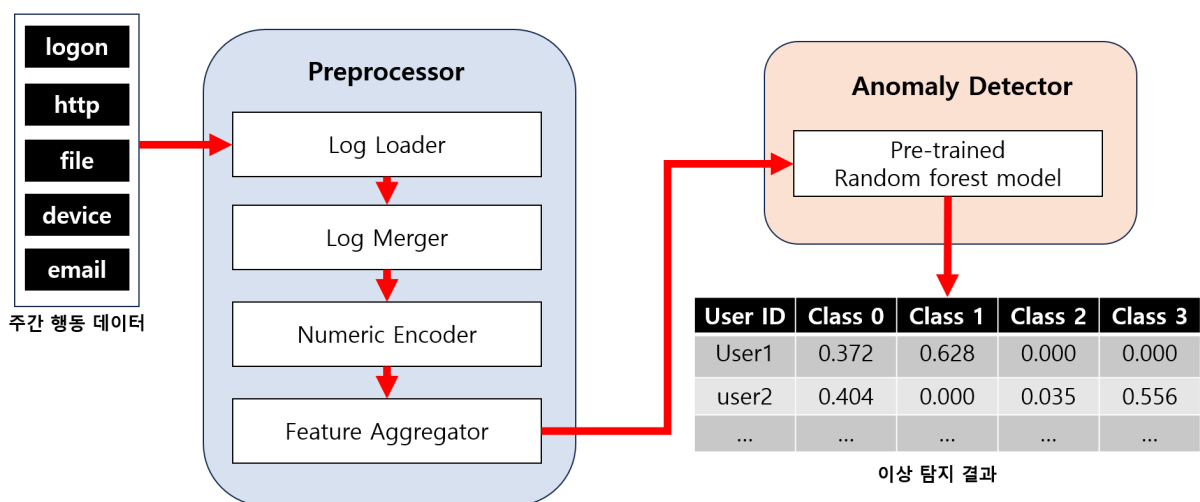 logon
http
file
device
email
주간 행동 데이터
Preprocessor
Log Loader
Log Merger
Numeric Encoder
Feature Aggregator
Anomaly Detector
Pre-trained
Random forest model
User ID Class 0 Class 1 Class 2 Class 3
User1 0.372 0.628 0.000 0.000
user2 0.404 0.000 0.035 0.556
... ... ... ... ...
이상 탐지 결과